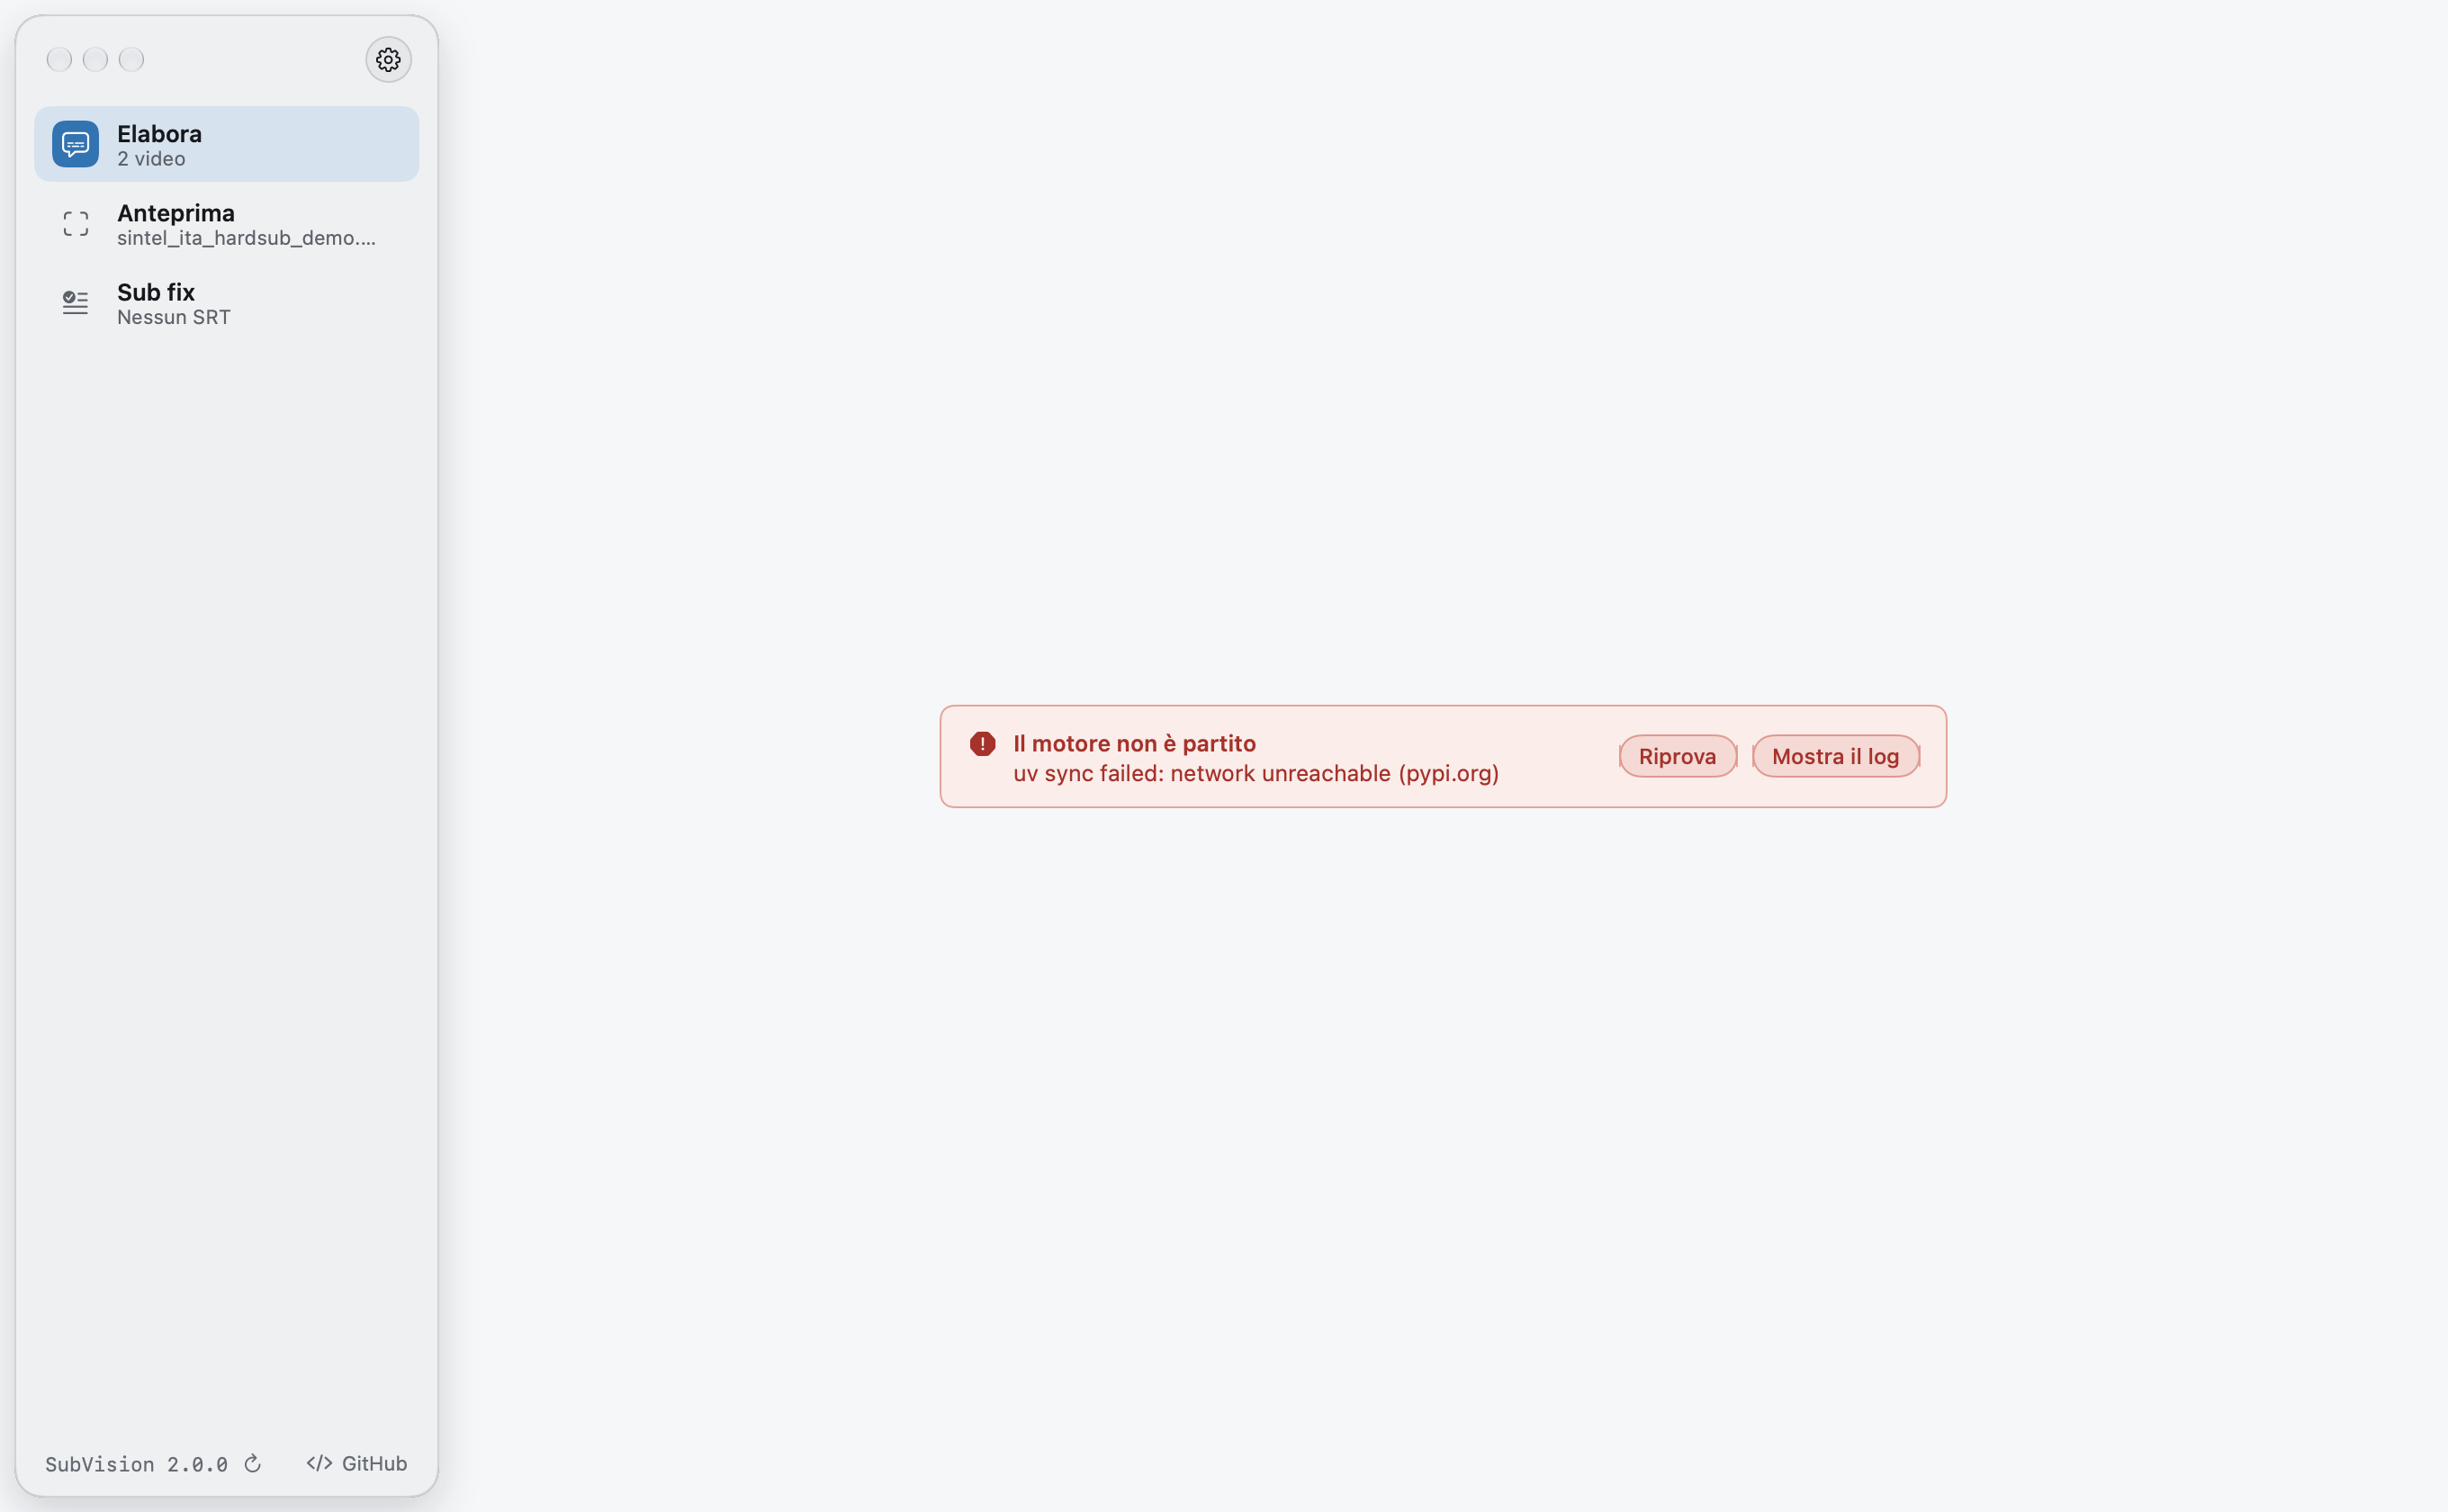 Elabora
2 video
Anteprima
sintel_ita_hardsub_demo....
Sub fix
Nessun SRT
Il motore non è partito
uv sync failed: network unreachable (pypi.org)
Riprova
Mostra il log
SubVision 2.0.0
</> GitHub